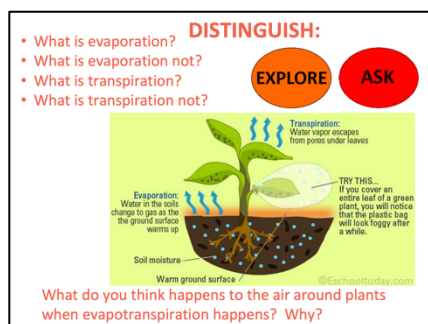 DISTINGUISH:
• What is evaporation?
• What is evaporation not?
• What is transpiration?
• What is transpiration not?
EXPLORE
ASK
Transpiration:
Water vapor escapes
from pores under leaves
TRY THIS...
If you cover an
entire leaf of a green
plant, you will notice
that the plastic bag
will look foggy after
a while.
Evaporation:
Water in the soils
change to gas as the
the ground surface
warms up
Soil moisture
Warm ground surface
©Eschooltoday.com
What do you think happens to the air around plants
when evapotranspiration happens? Why?